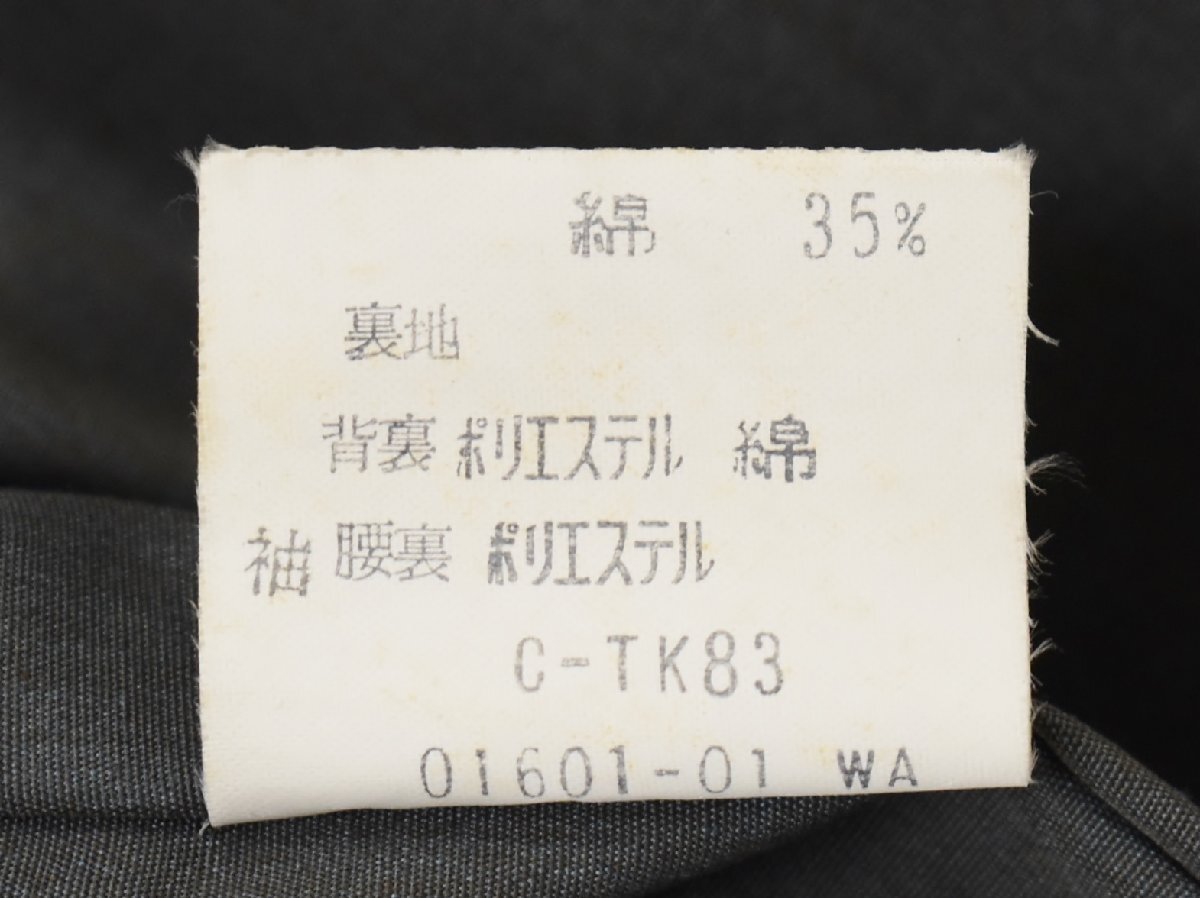 綿 35%
裏地
背裏 ポリエステル 綿
袖 腰裏 ポリエステル
C-TK83
01601-01 WA